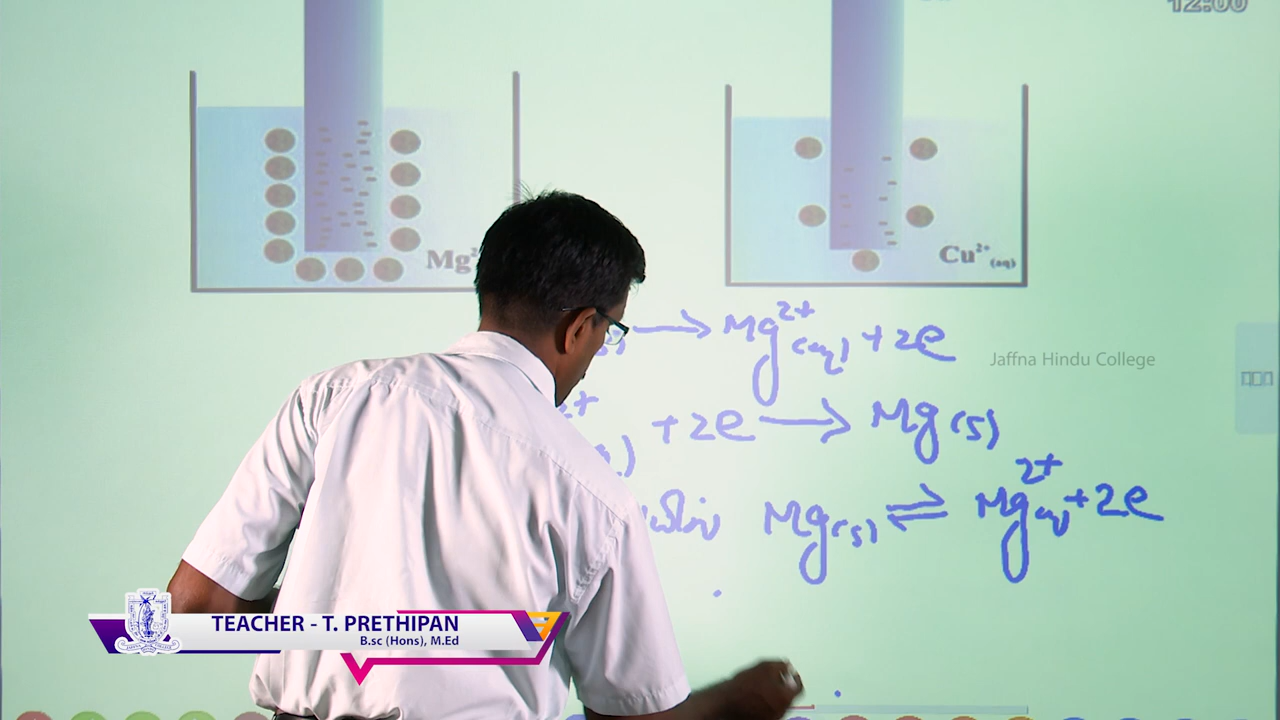 12:00
Mg²
Cu²⁺(aq)
→ Mg²⁺(aq) + 2e
Jaffna Hindu College
2+ + 2e → Mg(s)
Mg(s) ⇌ Mg²⁺(aq) + 2e
TEACHER - T. PRETHIPAN
B.sc (Hons), M.Ed